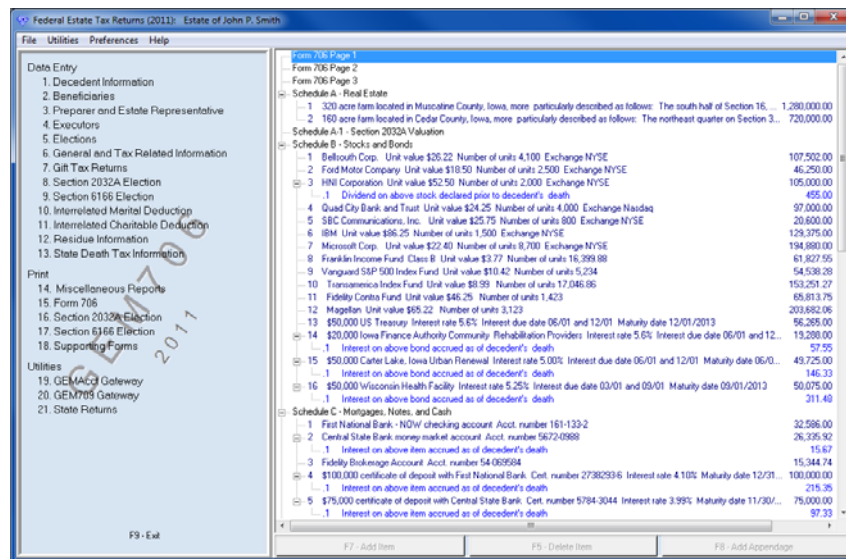 Federal Estate Tax Returns (2011): Estate of John P. Smith
File Utilities Preferences Help
Data Entry
1. Decedent Information
2. Beneficiaries
3. Preparer and Estate Representative
4. Executors
5. Elections
6. General and Tax Related Information
7. Gift Tax Returns
8. Section 2032A Election
9. Section 6166 Election
10. Interrelated Marital Deduction
11. Interrelated Charitable Deduction
12. Residue Information
13. State Death Tax Information
Print
14. Miscellaneous Reports
15. Form 706
16. Section 2032A Election
17. Section 6166 Election
18. Supporting Forms
Utilities
19. GEMAcct Gateway
20. GEM709 Gateway
21. State Returns
GEM706
2011
F9 - Exit
Form 706 Page 1
Form 706 Page 2
Form 706 Page 3
Schedule A - Real Estate
1 320 acre farm located in Muscatine County, Iowa, more particularly described as follows: The south half of Section 16, ... 1,280,000.00
2 160 acre farm located in Cedar County, Iowa, more particularly described as follows: The northeast quarter on Section 3... 720,000.00
Schedule A-1 - Section 2032A Valuation
Schedule B - Stocks and Bonds
1 Bellsouth Corp. Unit value $26.22 Number of units 4,100 Exchange NYSE 107,502.00
2 Ford Motor Company Unit value $18.50 Number of units 2,500 Exchange NYSE 46,250.00
3 HNI Corporation Unit value $52.50 Number of units 2,000 Exchange NYSE 105,000.00
.1 Dividend on above stock declared prior to decedent's death 455.00
4 Quad City Bank and Trust Unit value $24.25 Number of units 4,000 Exchange Nasdaq 97,000.00
5 SBC Communications, Inc. Unit value $25.75 Number of units 800 Exchange NYSE 20,600.00
6 IBM Unit value $86.25 Number of units 1,500 Exchange NYSE 129,375.00
7 Microsoft Corp. Unit value $22.40 Number of units 8,700 Exchange NYSE 194,880.00
8 Franklin Income Fund Class B Unit value $3.77 Number of units 16,399.88 61,827.55
9 Vanguard S&P 500 Index Fund Unit value $10.42 Number of units 5,234 54,538.28
10 Transamerica Index Fund Unit value $8.99 Number of units 17,046.86 153,251.27
11 Fidelity Contra Fund Unit value $46.25 Number of units 1,423 65,813.75
12 Magellan Unit value $65.22 Number of units 3,123 203,682.06
13 $50,000 US Treasury Interest rate 5.6% Interest due date 06/01 and 12/01 Maturity date 12/01/2013 56,265.00
14 $20,000 Iowa Finance Authority Community Rehabilitation Providers Interest rate 5.6% Interest due date 06/01 and 12... 19,280.00
.1 Interest on above bond accrued as of decedent's death 57.55
15 $50,000 Carter Lake, Iowa Urban Renewal Interest rate 5.00% Interest due date 06/01 and 12/01 Maturity date 06/0... 49,725.00
.1 Interest on above bond accrued as of decedent's death 146.33
16 $50,000 Wisconsin Health Facility Interest rate 5.25% Interest due date 03/01 and 09/01 Maturity date 09/01/2013 50,075.00
.1 Interest on above bond accrued as of decedent's death 311.48
Schedule C - Mortgages, Notes, and Cash
1 First National Bank - NOW checking account Acct. number 161-133-2 32,586.00
2 Central State Bank money market account Acct. number 5672-0988 26,335.92
.1 Interest on above item accrued as of decedent's death 15.67
3 Fidelity Brokerage Account Acct. number 54-069584 15,344.74
4 $100,000 certificate of deposit with First National Bank Cert. number 2738293-6 Interest rate 4.10% Maturity date 12/31... 100,000.00
.1 Interest on above item accrued as of decedent's death 215.35
5 $75,000 certificate of deposit with Central State Bank Cert. number 5784-3044 Interest rate 3.99% Maturity date 11/30/... 75,000.00
.1 Interest on above item accrued as of decedent's death 97.33
F7 - Add Item F5 - Delete Item F8 - Add Appendage